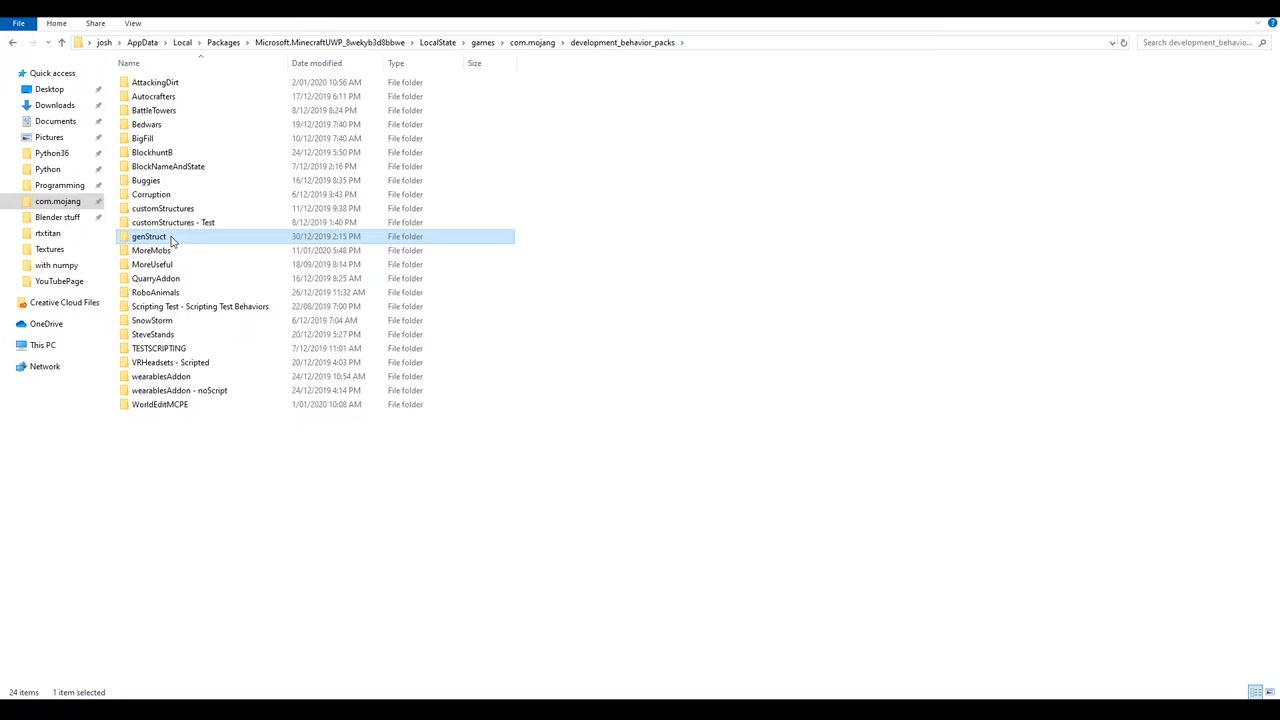 File Home Share View
josh AppData Local Packages Microsoft.MinecraftUWP_8wekyb3d8bbwe LocalState games com.mojang development_behavior_packs Search development_behavio...
Name Date modified Type Size
Quick access
Desktop
Downloads
Documents
Pictures
Python36
Python
Programming
com.mojang
Blender stuff
rtxtitan
Textures
with numpy
YouTubePage
Creative Cloud Files
OneDrive
This PC
Network
AttackingDirt 2/01/2020 10:56 AM File folder
Autocrafters 17/12/2019 6:11 PM File folder
BattleTowers 8/12/2019 8:24 PM File folder
Bedwars 19/12/2019 7:40 PM File folder
BigFill 10/12/2019 7:40 AM File folder
BlockhuntB 24/12/2019 5:50 PM File folder
BlockNameAndState 7/12/2019 2:16 PM File folder
Buggies 16/12/2019 8:35 PM File folder
Corruption 6/12/2019 3:43 PM File folder
customStructures 11/12/2019 9:38 PM File folder
customStructures - Test 8/12/2019 1:40 PM File folder
genStruct 30/12/2019 2:15 PM File folder
MoreMobs 11/01/2020 5:48 PM File folder
MoreUseful 18/09/2019 8:14 PM File folder
QuarryAddon 16/12/2019 8:25 AM File folder
RoboAnimals 26/12/2019 11:32 AM File folder
Scripting Test - Scripting Test Behaviors 22/08/2019 7:00 PM File folder
SnowStorm 6/12/2019 7:04 AM File folder
SteveStands 20/12/2019 5:27 PM File folder
TESTSCRIPTING 7/12/2019 11:01 AM File folder
VRHeadsets - Scripted 20/12/2019 4:03 PM File folder
wearablesAddon 24/12/2019 10:54 AM File folder
wearablesAddon - noScript 24/12/2019 4:14 PM File folder
WorldEditMCPE 1/01/2020 10:08 AM File folder
24 items 1 item selected